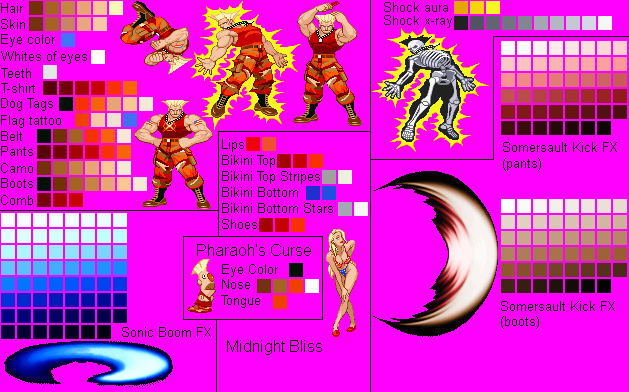 Hair
Skin
Eye color
Whites of eyes
Teeth
T-shirt
Dog Tags
Flag tattoo
Belt
Pants
Camo
Boots
Comb
Shock aura
Shock x-ray
Somersault Kick FX
(pants)
Lips
Bikini Top
Bikini Top Stripes
Bikini Bottom
Bikini Bottom Stars
Shoes
Pharaoh's Curse
Eye Color
Nose
Tongue
Sonic Boom FX
Midnight Bliss
Somersault Kick FX
(boots)